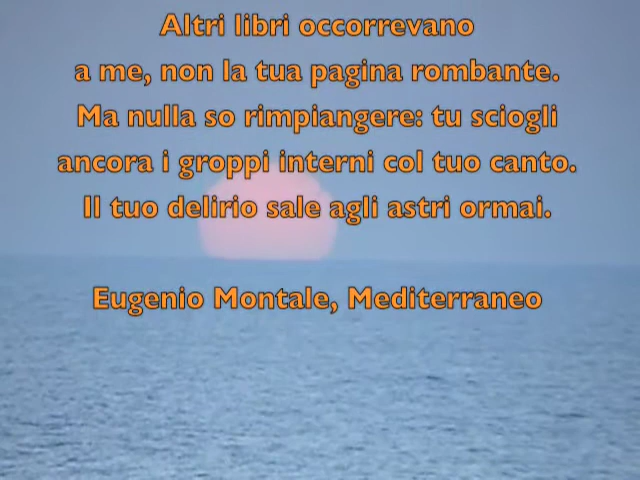 Altri libri occorrevano
a me, non la tua pagina rombante.
Ma nulla so rimpiangere: tu sciogli
ancora i groppi interni col tuo canto.
Il tuo delirio sale agli astri ormai.
Eugenio Montale, Mediterraneo